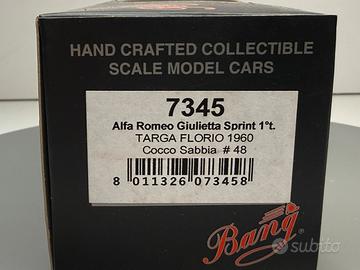 HAND CRAFTED COLLECTIBLE
SCALE MODEL CARS
7345
Alfa Romeo Giulietta Sprint 1°t.
TARGA FLORIO 1960
Cocco Sabbia # 48
8 011326 073458
Bang
subito